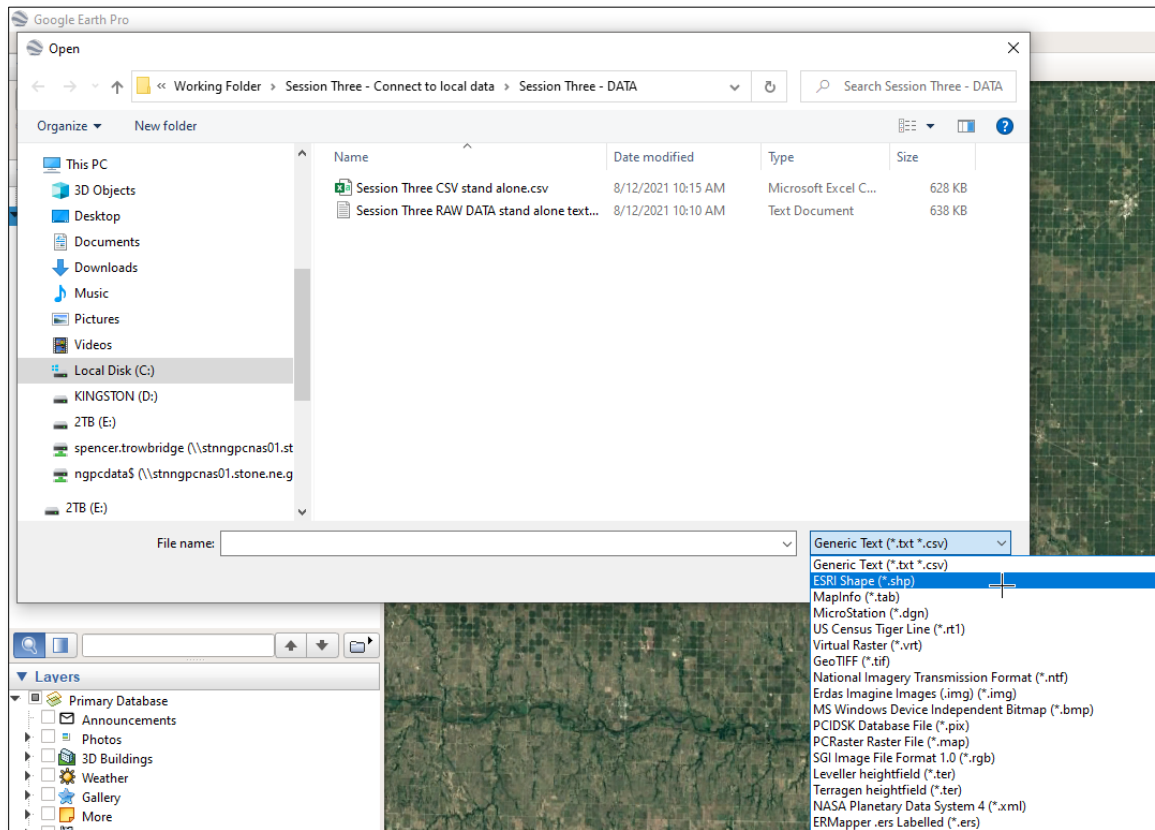 Google Earth Pro
Open
« Working Folder › Session Three - Connect to local data › Session Three - DATA
Search Session Three - DATA
Organize
New folder
Name Date modified Type Size
This PC
3D Objects
Desktop
Documents
Downloads
Music
Pictures
Videos
Local Disk (C:)
KINGSTON (D:)
2TB (E:)
spencer.trowbridge (\\stnngpcnas01.st
ngpcdata$ (\\stnngpcnas01.stone.ne.g
2TB (E:)
Session Three CSV stand alone.csv 8/12/2021 10:15 AM Microsoft Excel C... 628 KB
Session Three RAW DATA stand alone text... 8/12/2021 10:10 AM Text Document 638 KB
File name:
Generic Text (*.txt *.csv)
Generic Text (*.txt *.csv)
ESRI Shape (*.shp)
MapInfo (*.tab)
MicroStation (*.dgn)
US Census Tiger Line (*.rt1)
Virtual Raster (*.vrt)
GeoTIFF (*.tif)
National Imagery Transmission Format (*.ntf)
Erdas Imagine Images (.img) (*.img)
MS Windows Device Independent Bitmap (*.bmp)
PCIDSK Database File (*.pix)
PCRaster Raster File (*.map)
SGI Image File Format 1.0 (*.rgb)
Leveller heightfield (*.ter)
Terragen heightfield (*.ter)
NASA Planetary Data System 4 (*.xml)
ERMapper .ers Labelled (*.ers)
Layers
Primary Database
Announcements
Photos
3D Buildings
Weather
Gallery
More